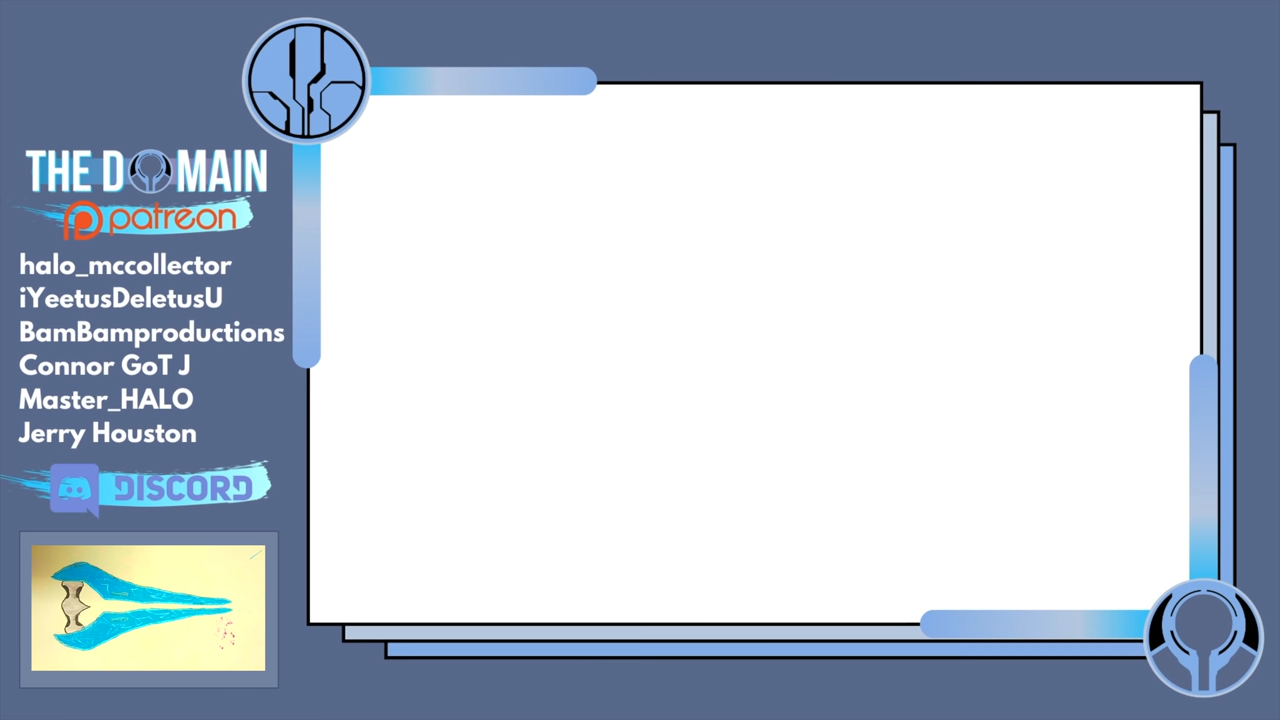 THE DOMAIN
patreon
halo_mccollector
iYeetusDeletusU
BamBamproductions
Connor GoT J
Master_HALO
Jerry Houston
DISCORD